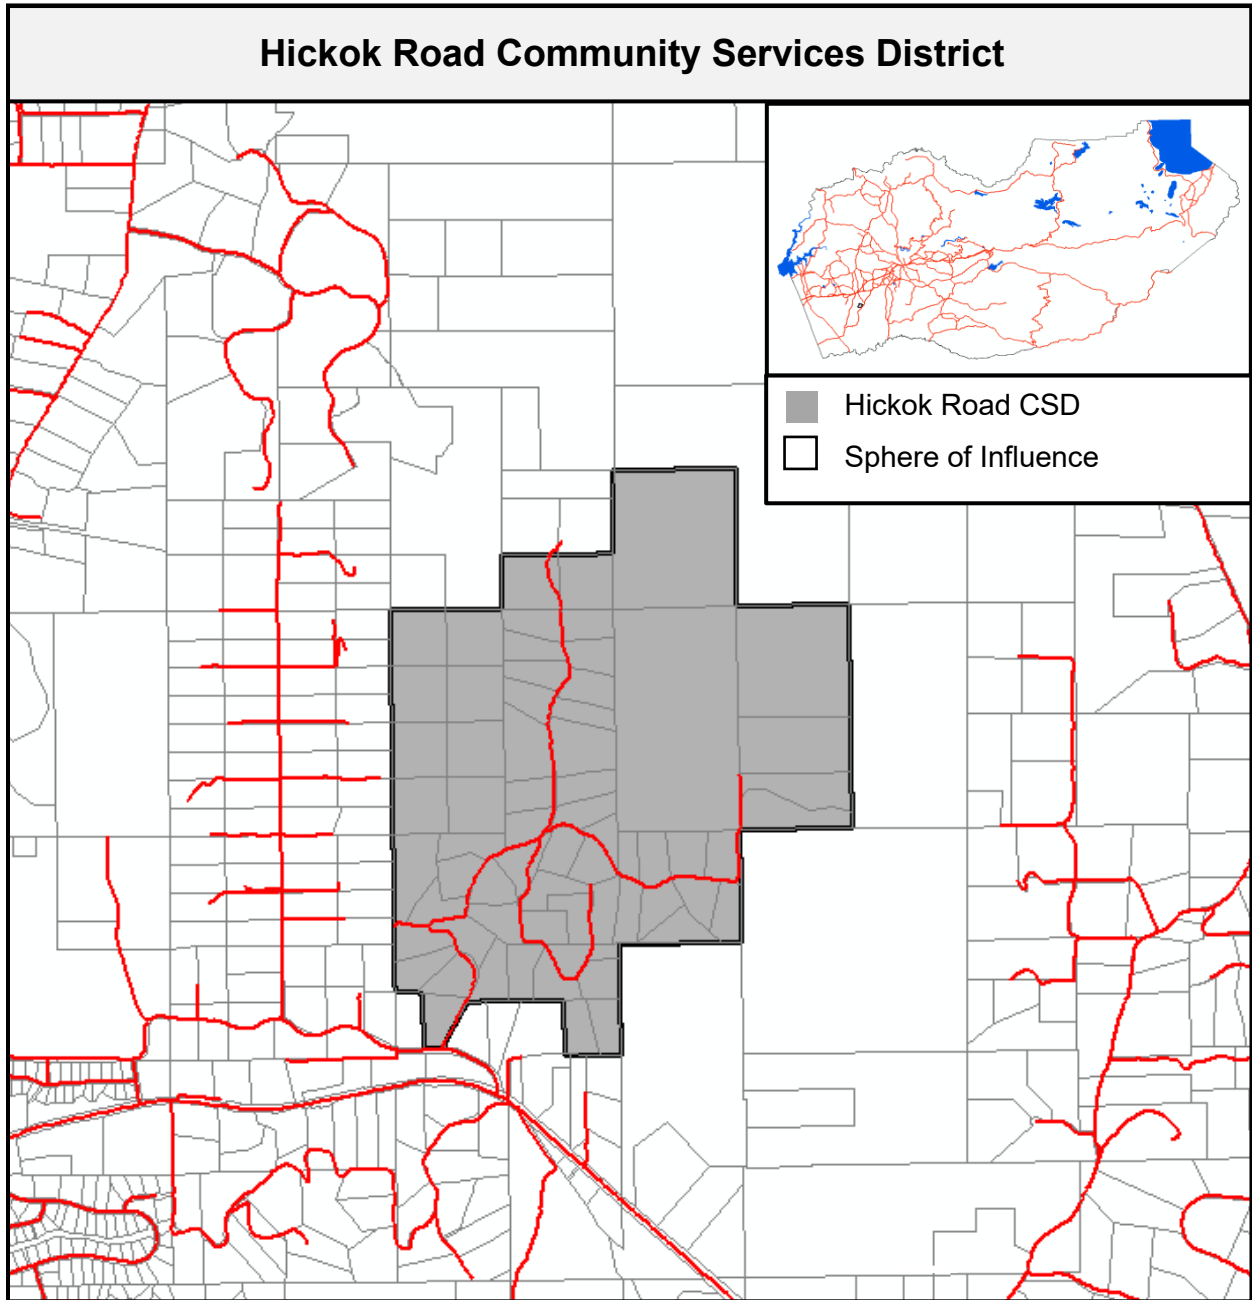 Hickok Road Community Services District
Hickok Road CSD
Sphere of Influence